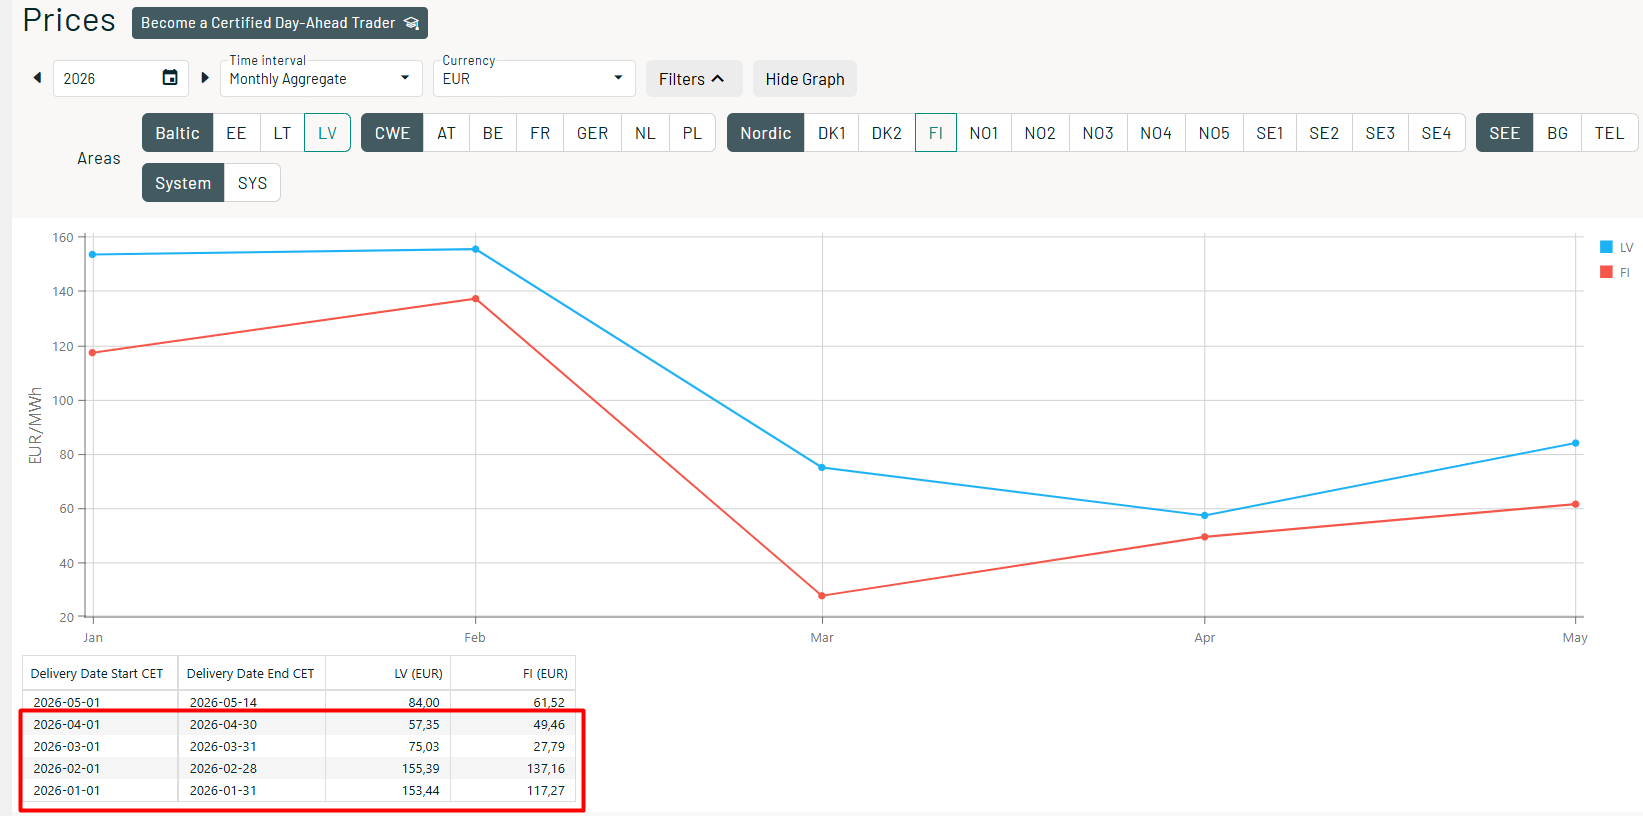 Prices Become a Certified Day-Ahead Trader
2026 Time interval Monthly Aggregate Currency EUR Filters Hide Graph
Areas
Baltic EE LT LV CWE AT BE FR GER NL PL Nordic DK1 DK2 FI NO1 NO2 NO3 NO4 NO5 SE1 SE2 SE3 SE4 SEE BG TEL
System SYS
160
140
120
100
80
60
40
20
EUR/MWh
Jan Feb Mar Apr May
LV
FI
Delivery Date Start CET Delivery Date End CET LV (EUR) FI (EUR)
2026-05-01 2026-05-14 84,00 61,52
2026-04-01 2026-04-30 57,35 49,46
2026-03-01 2026-03-31 75,03 27,79
2026-02-01 2026-02-28 155,39 137,16
2026-01-01 2026-01-31 153,44 117,27